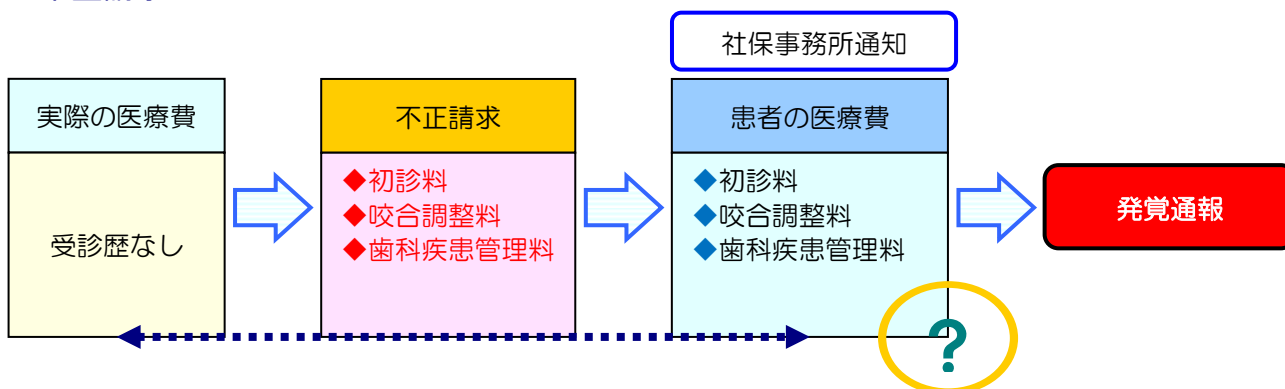 社保事務所通知
実際の医療費
受診歴なし
不正請求
◆初診料
◆咬合調整料
◆歯科疾患管理料
患者の医療費
◆初診料
◆咬合調整料
◆歯科疾患管理料
?
発覚通報